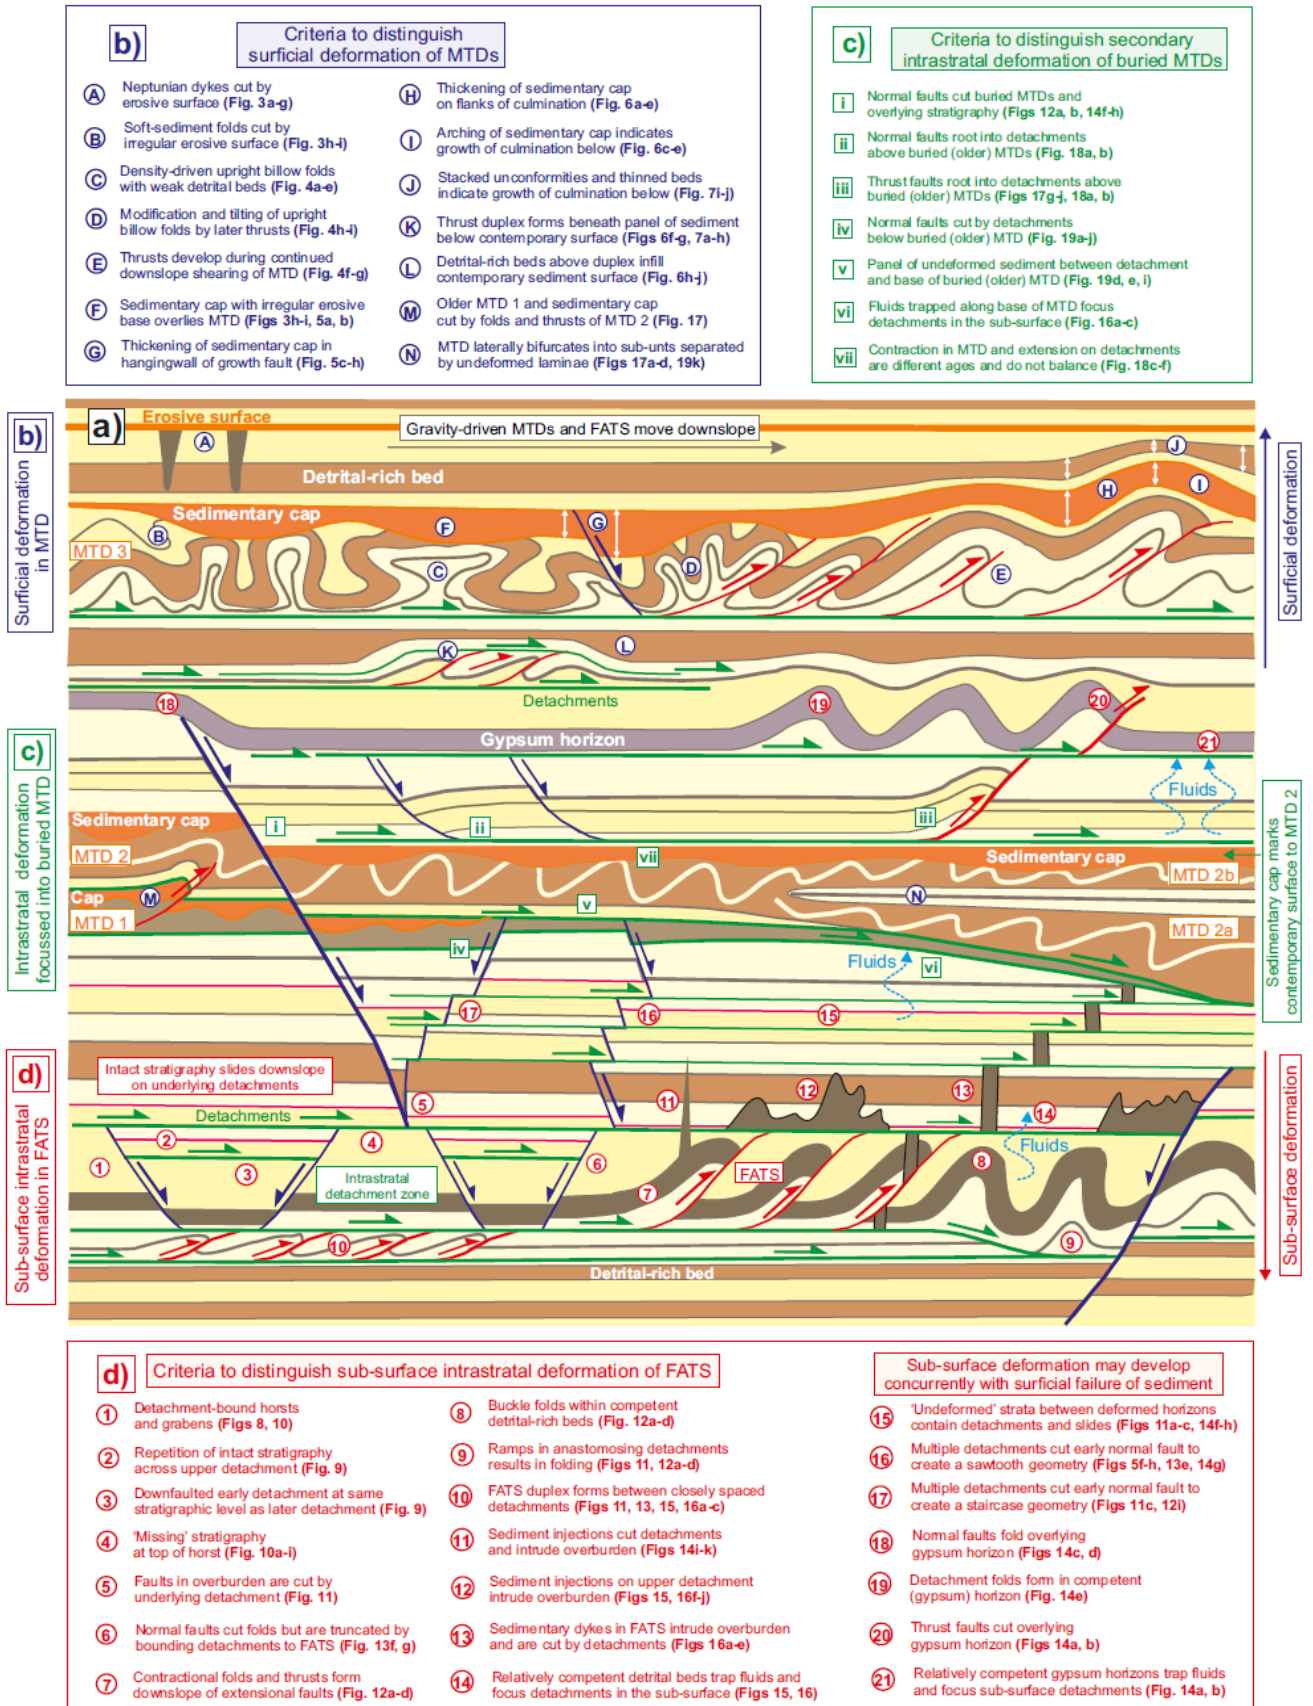 b)
Criteria to distinguish
surficial deformation of MTDs
A
Neptunian dykes cut by
erosive surface (Fig. 3a-g)
B
Soft-sediment folds cut by
irregular erosive surface (Fig. 3h-i)
C
Density-driven upright billow folds
with weak detrital beds (Fig. 4a-e)
D
Modification and tilting of upright
billow folds by later thrusts (Fig. 4h-i)
E
Thrusts develop during continued
downslope shearing of MTD (Fig. 4f-g)
F
Sedimentary cap with irregular erosive
base overlies MTD (Figs 3h-i, 5a, b)
G
Thickening of sedimentary cap in
hangingwall of growth fault (Fig. 5c-h)
H
Thickening of sedimentary cap
on flanks of culmination (Fig. 6a-e)
I
Arching of sedimentary cap indicates
growth of culmination below (Fig. 6c-e)
J
Stacked unconformities and thinned beds
indicate growth of culmination below (Fig. 7i-j)
K
Thrust duplex forms beneath panel of sediment
below contemporary surface (Figs 6f-g, 7a-h)
L
Detrital-rich beds above duplex infill
contemporary sediment surface (Fig. 6h-j)
M
Older MTD 1 and sedimentary cap
cut by folds and thrusts of MTD 2 (Fig. 17)
N
MTD laterally bifurcates into sub-unts separated
by undeformed laminae (Figs 17a-d, 19k)
c)
Criteria to distinguish secondary
intrastratal deformation of buried MTDs
i
Normal faults cut buried MTDs and
overlying stratigraphy (Figs 12a, b, 14f-h)
ii
Normal faults root into detachments
above buried (older) MTDs (Fig. 18a, b)
iii
Thrust faults root into detachments above
buried (older) MTDs (Figs 17g-j, 18a, b)
iv
Normal faults cut by detachments
below buried (older) MTD (Fig. 19a-j)
v
Panel of undeformed sediment between detachment
and base of buried (older) MTD (Fig. 19d, e, i)
vi
Fluids trapped along base of MTD focus
detachments in the sub-surface (Fig. 16a-c)
vii
Contraction in MTD and extension on detachments
are different ages and do not balance (Fig. 18c-f)
b)
Surficial deformation
in MTD
a)
Erosive surface
A
Gravity-driven MTDs and FATS move downslope
J
Detrital-rich bed
H
I
Sedimentary cap
F
G
B
MTD 3
C
D
E
Surficial deformation
K
L
Detachments
18
19
20
Gypsum horizon
21
c)
Intrastratal deformation
focussed into buried MTD
Fluids
Sedimentary cap
i
ii
iii
MTD 2
vii
Sedimentary cap
MTD 2b
Cap
M
N
MTD 1
v
MTD 2a
iv
Fluids
vi
Sedimentary cap marks
contemporary surface to MTD 2
17
16
15
d)
Sub-surface intrastratal
deformation in FATS
Intact stratigraphy slides downslope
on underlying detachments
Detachments
5
11
12
13
14
Fluids
1
2
3
4
Intrastratal
detachment zone
6
7
FATS
8
9
10
Detrital-rich bed
Sub-surface deformation
d)
Criteria to distinguish sub-surface intrastratal deformation of FATS
1
Detachment-bound horsts
and grabens (Figs 8, 10)
2
Repetition of intact stratigraphy
across upper detachment (Fig. 9)
3
Downfaulted early detachment at same
stratigraphic level as later detachment (Fig. 9)
4
'Missing' stratigraphy
at top of horst (Fig. 10a-i)
5
Faults in overburden are cut by
underlying detachment (Fig. 11)
6
Normal faults cut folds but are truncated by
bounding detachments to FATS (Fig. 13f, g)
7
Contractional folds and thrusts form
downslope of extensional faults (Fig. 12a-d)
8
Buckle folds within competent
detrital-rich beds (Fig. 12a-d)
9
Ramps in anastomosing detachments
results in folding (Figs 11, 12a-d)
10
FATS duplex forms between closely spaced
detachments (Figs 11, 13, 15, 16a-c)
11
Sediment injections cut detachments
and intrude overburden (Figs 14i-k)
12
Sediment injections on upper detachment
intrude overburden (Figs 15, 16f-j)
13
Sedimentary dykes in FATS intrude overburden
and are cut by detachments (Figs 16a-e)
14
Relatively competent detrital beds trap fluids and
focus detachments in the sub-surface (Figs 15, 16)
Sub-surface deformation may develop
concurrently with surficial failure of sediment
15
'Undeformed' strata between deformed horizons
contain detachments and slides (Figs 11a-c, 14f-h)
16
Multiple detachments cut early normal fault to
create a sawtooth geometry (Figs 5f-h, 13e, 14g)
17
Multiple detachments cut early normal fault to
create a staircase geometry (Figs 11c, 12i)
18
Normal faults fold overlying
gypsum horizon (Figs 14c, d)
19
Detachment folds form in competent
(gypsum) horizon (Fig. 14e)
20
Thrust faults cut overlying
gypsum horizon (Figs 14a, b)
21
Relatively competent gypsum horizons trap fluids
and focus sub-surface detachments (Fig. 14a, b)